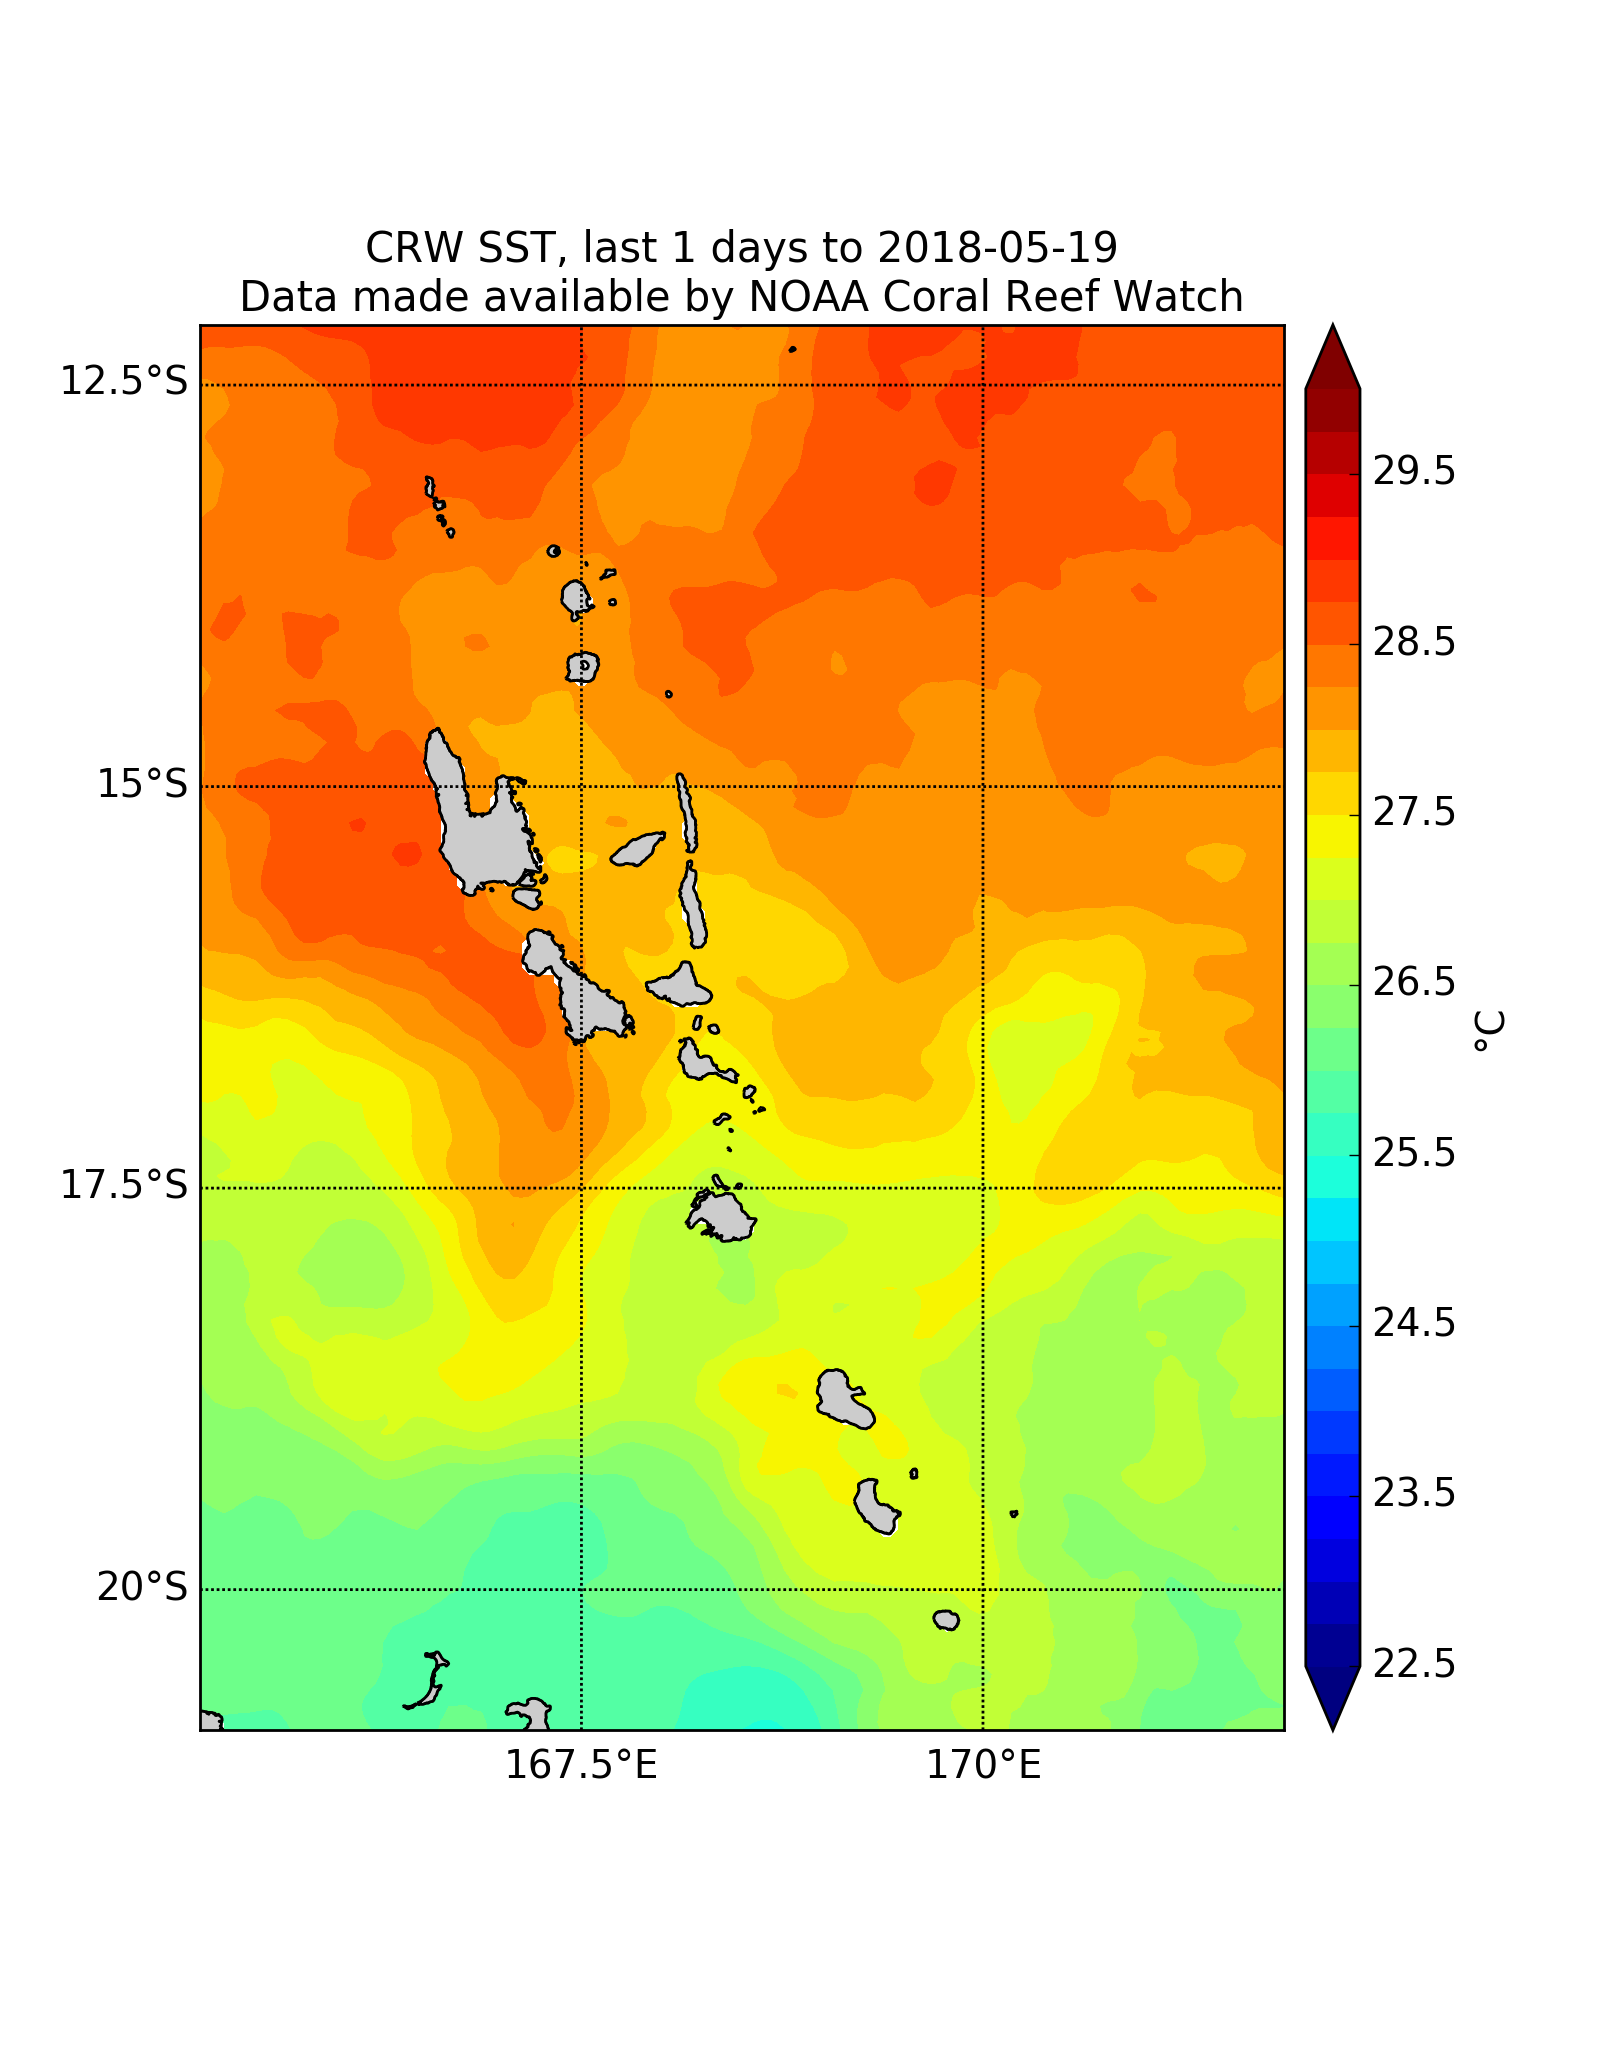 CRW SST, last 1 days to 2018-05-19
Data made available by NOAA Coral Reef Watch
12.5°S
15°S
17.5°S
20°S
167.5°E
170°E
29.5
28.5
27.5
26.5
25.5
24.5
23.5
22.5
°C